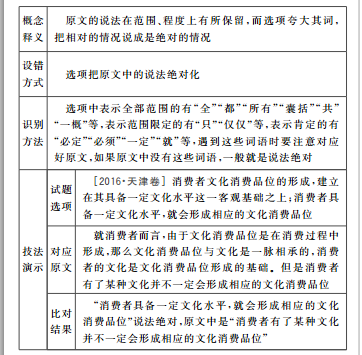 概念
释义
原文的说法在范围、程度上有所保留,而选项夸大其词,
把相对的情况说成是绝对的情况
设错
方式
选项把原文中的说法绝对化
识别
方法
选项中表示全部范围的有“全”“都”“所有”“囊括”“共”
“一概”等,表示范围限定的有“只”“仅仅”等,表示肯定的有
“必定”“必须”“一定”“就”等,遇到这些词语时要注意对应
好原文,如果原文中没有这些词语,一般就是说法绝对
技法
演示
试题
选项
[2016·天津卷] 消费者文化消费品位的形成,建立
在其具备一定文化水平这一客观基础之上;消费者具
备一定文化水平,就会形成相应的文化消费品位
对应
原文
就消费者而言,由于文化消费品位是在消费过程中
形成,那么文化消费品位与文化是一脉相承的,消费
者的文化是文化消费品位形成的基础。但是消费者
有了某种文化并不一定会形成相应的文化消费品位
比对
结果
“消费者具备一定文化水平,就会形成相应的文化
消费品位”说法绝对,原文中是“消费者有了某种文化
并不一定会形成相应的文化消费品位”